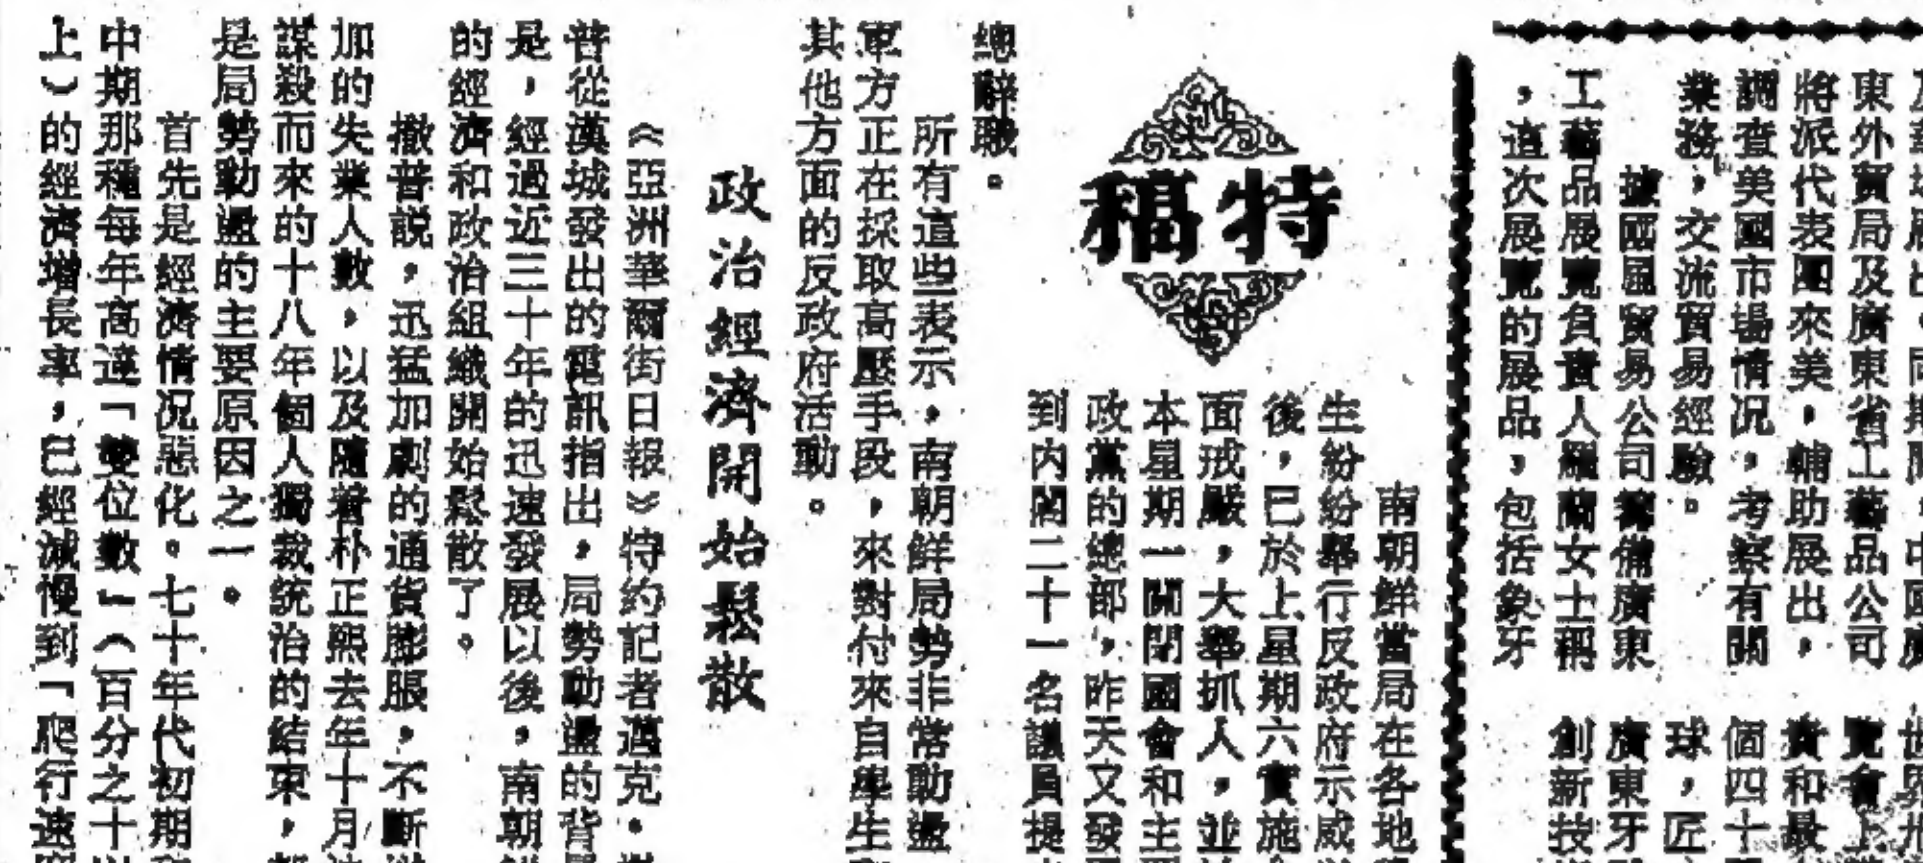 東外貿局及廣東省工藝品公司
將派代表團來美，輔助展出，
調查美國市場情况，考察有關
業務，交流貿易經驗。
據國風貿易公司籌備廣東
工藝品展覽負責人羅蘭女士稱
，這次展覽的展品，包括象牙
覽會上
貴和最
個四十
球，匠
廣東牙
創新技
特稿
南朝鮮當局在各地
生紛紛舉行反政府示威
後，已於上星期六實施
面戒嚴，大舉抓人，並
本星期一關閉國會和主
政黨的總部，昨天又發
到内閣二十一名議員提
總辭職。
所有這些表示，南朝鮮局勢非常動盪
軍方正在採取高壓手段，來對付來自學生
其他方面的反政府活動。
政治經濟開始鬆散
《亞洲華爾街日報》特約記者邁克·
普從漢城發出的電訊指出，局勢動盪的背
是，經過近三十年的迅速發展以後，南朝
的經濟和政治組織開始鬆散了。
撤普説，迅猛加劇的通貨膨脹，不斷
加的失業人數，以及隨着朴正熙去年十月
謀殺而來的十八年個人獨裁統治的結束，
是局勢動盪的主要原因之一。
首先是經濟情况惡化。七十年代初期
中期那種每年高達「雙位數」（百分之十
上）的經濟增長率，已經減慢到「爬行速